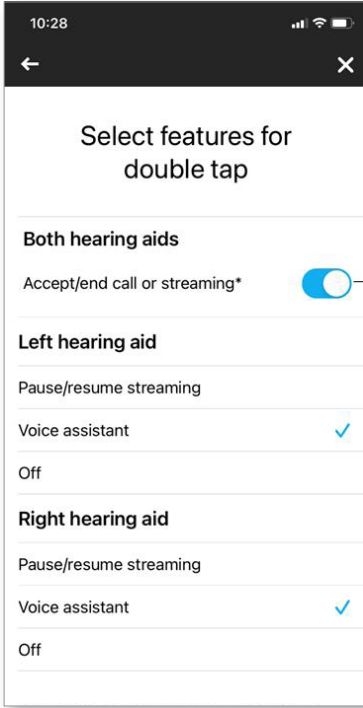 10:28
Select features for
double tap
Both hearing aids
Accept/end call or streaming*
Left hearing aid
Pause/resume streaming
Voice assistant
Off
Right hearing aid
Pause/resume streaming
Voice assistant
Off